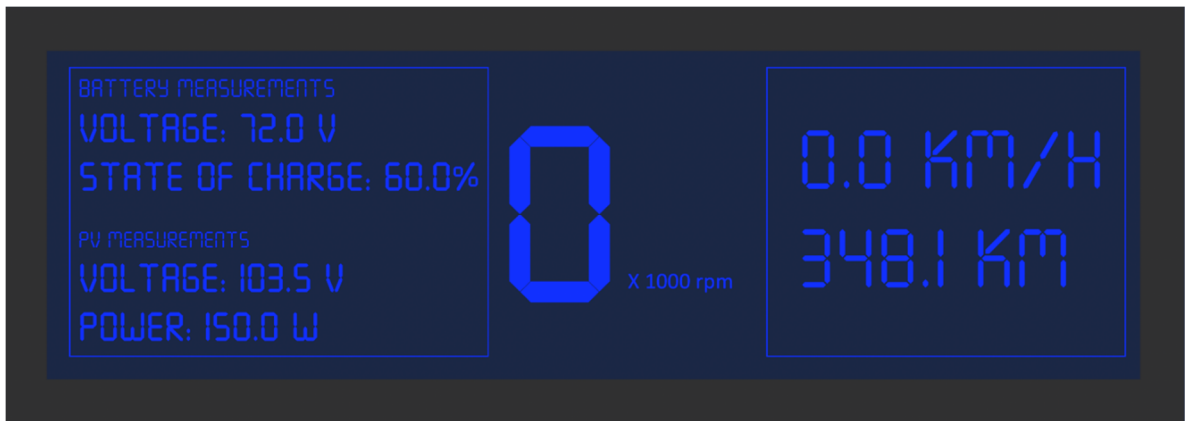 BATTERY MEASUREMENTS
VOLTAGE: 72.0 V
STATE OF CHARGE: 60.0%
PV MEASUREMENTS
VOLTAGE: 103.5 V
POWER: 150.0 W
0
X 1000 rpm
0.0 KM/H
348.1 KM